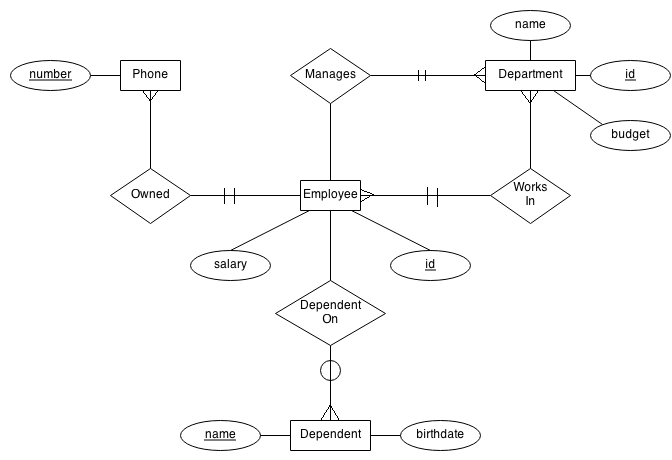 name
number
Phone
Manages
Department
id
budget
Owned
Employee
Works
In
salary
id
Dependent
On
name
Dependent
birthdate